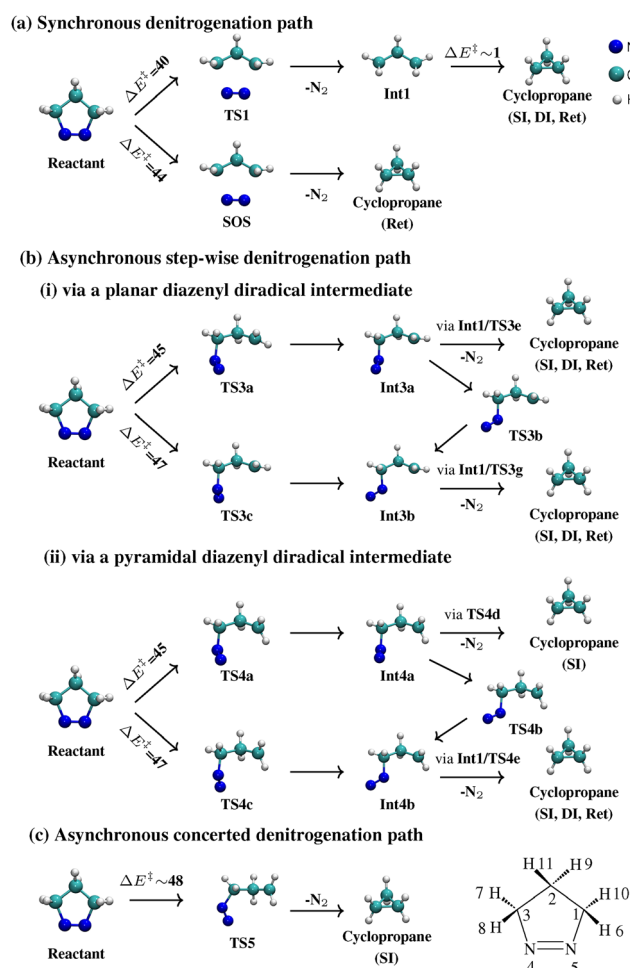 (a) Synchronous denitrogenation path
ΔE‡=40
ΔE‡=44
Reactant
TS1
-N₂
Int1
ΔE‡∼1
Cyclopropane
(SI, DI, Ret)
N
C
H
SOS
-N₂
Cyclopropane
(Ret)
(b) Asynchronous step-wise denitrogenation path
(i) via a planar diazenyl diradical intermediate
ΔE‡=45
ΔE‡=47
Reactant
TS3a
Int3a
via Int1/TS3e
-N₂
Cyclopropane
(SI, DI, Ret)
TS3b
TS3c
Int3b
via Int1/TS3g
-N₂
Cyclopropane
(SI, DI, Ret)
(ii) via a pyramidal diazenyl diradical intermediate
ΔE‡=45
ΔE‡=47
Reactant
TS4a
Int4a
via TS4d
-N₂
Cyclopropane
(SI)
TS4b
TS4c
Int4b
via Int1/TS4e
-N₂
Cyclopropane
(SI, DI, Ret)
(c) Asynchronous concerted denitrogenation path
Reactant
ΔE‡∼48
TS5
-N₂
Cyclopropane
(SI)
H H 9
11
7 H 2 H 10
8 H 3 1 H 6
N N
4 5